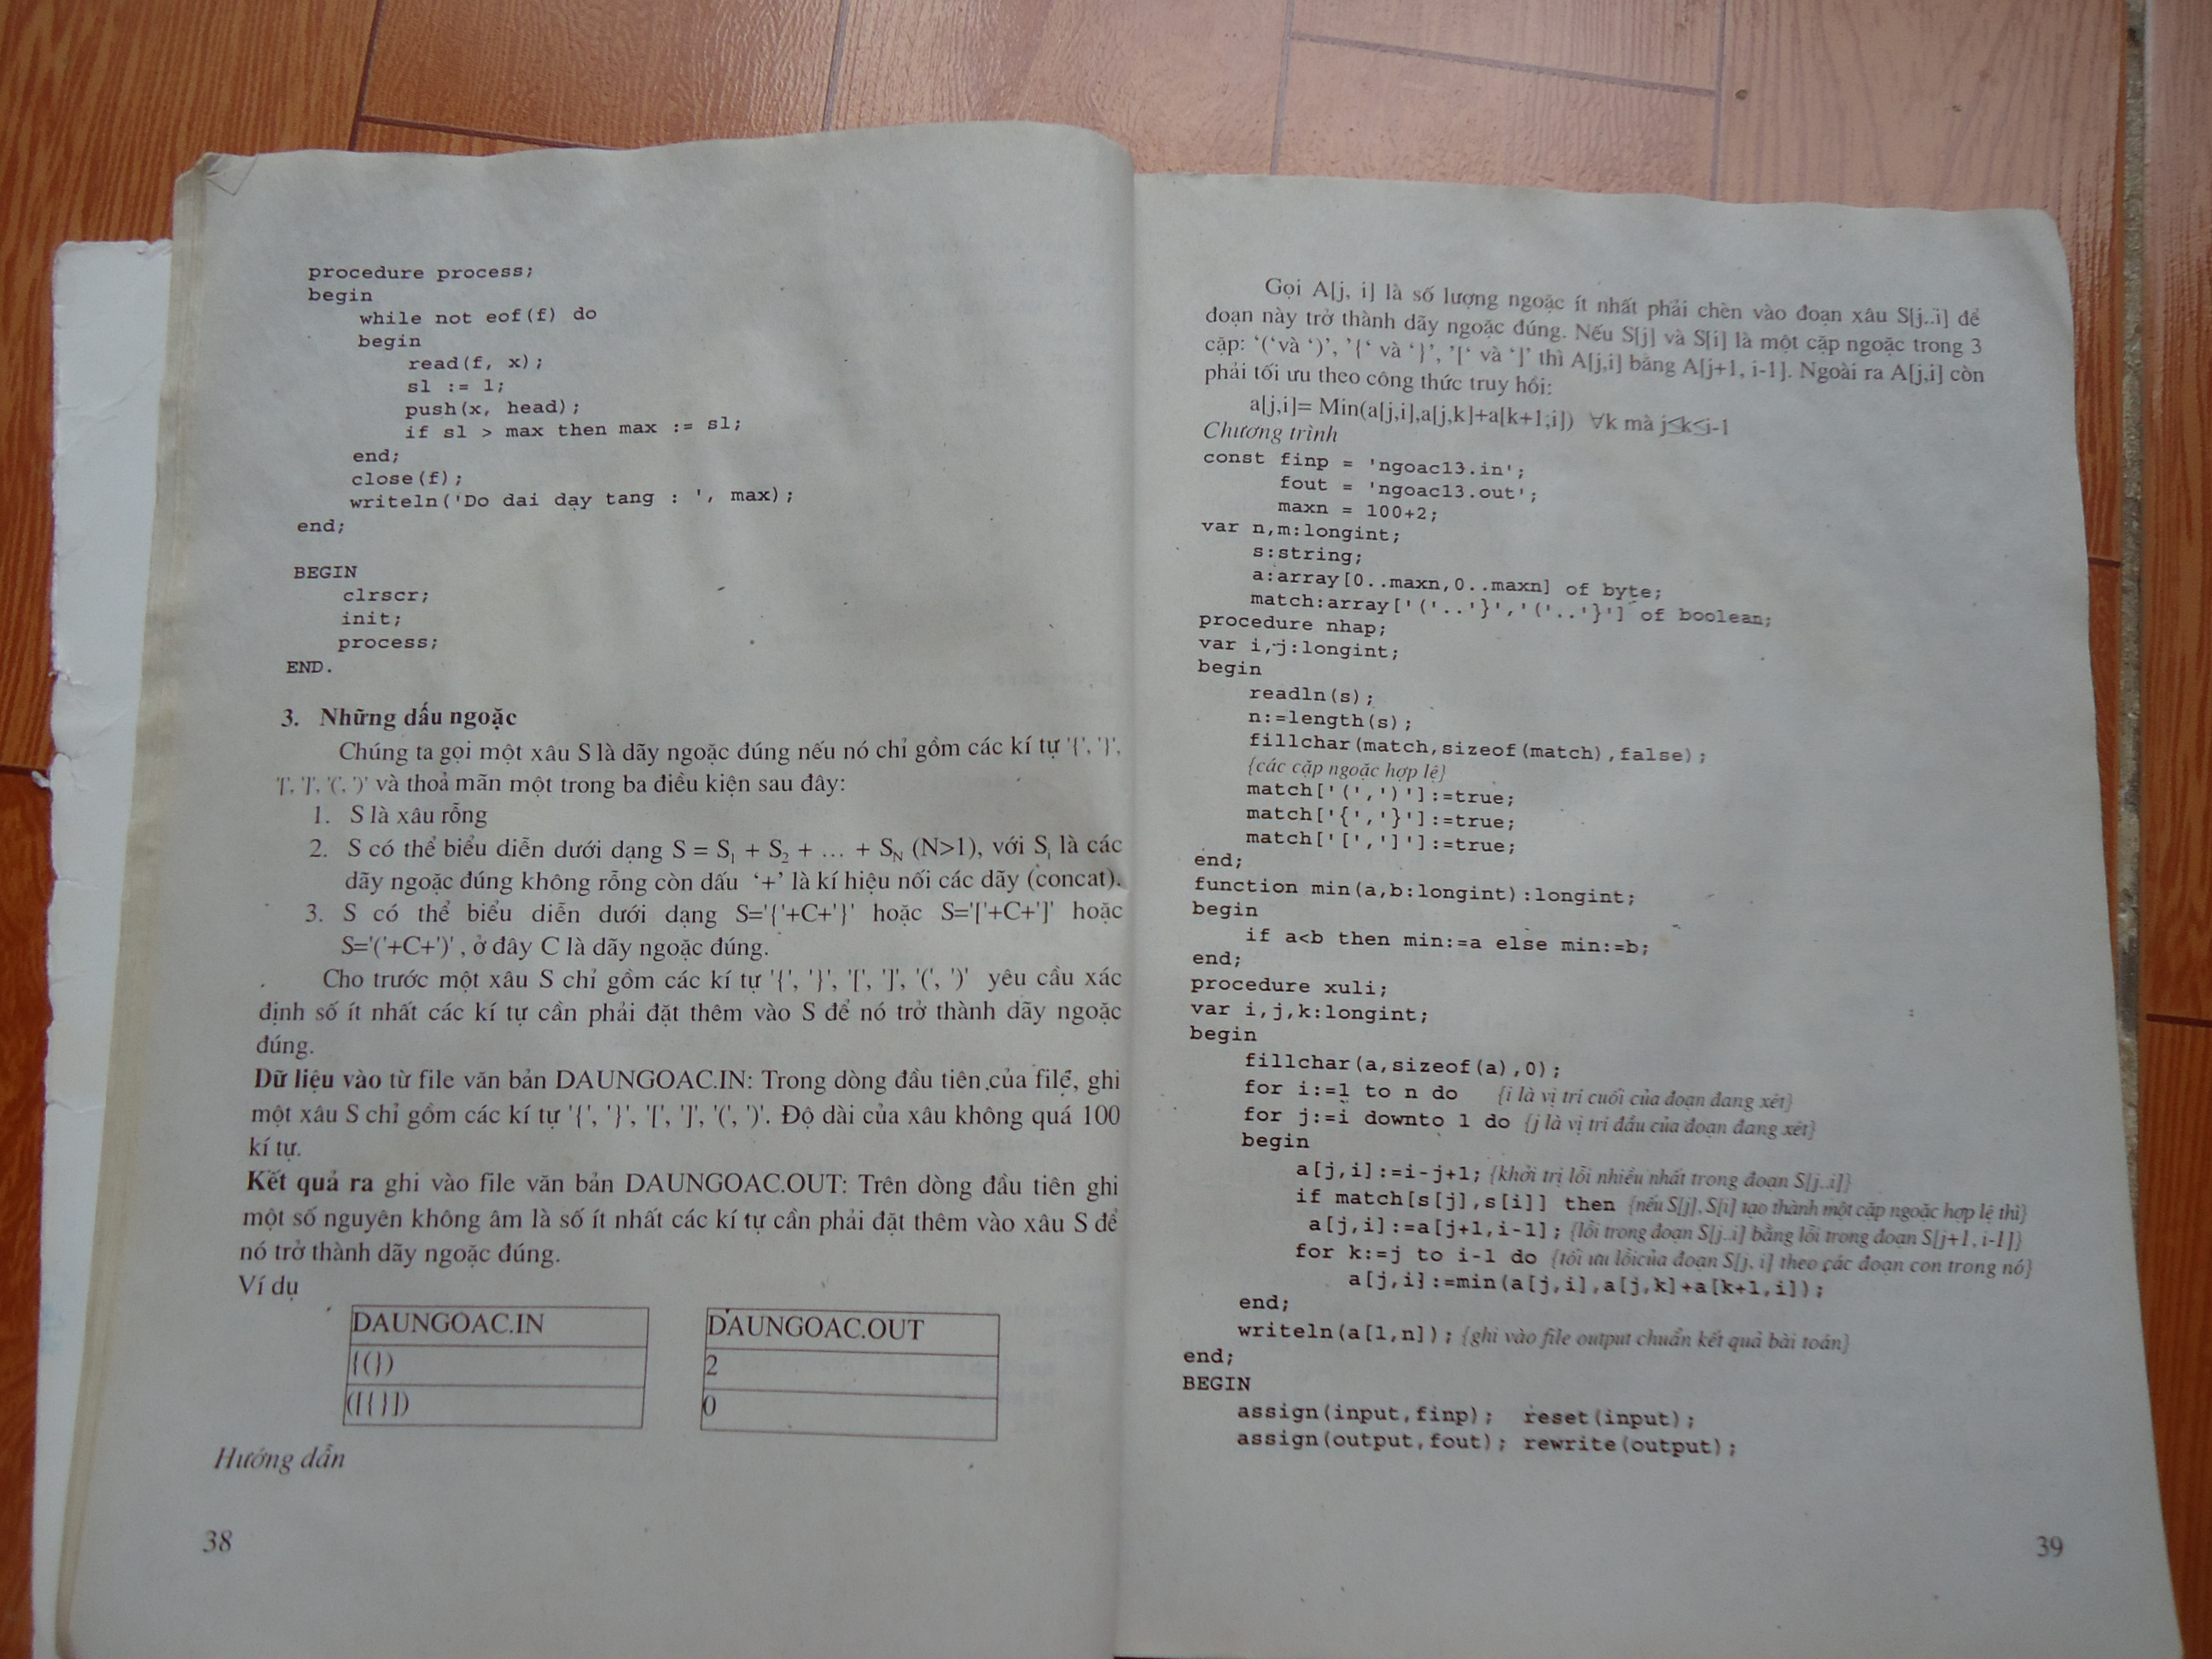 procedure process;
begin
while not eof(f) do
begin
read(f, x);
sl := 1;
push(x, head);
if sl > max then max := sl;
end;
close(f);
writeln('Do dai day tang : ', max);
end;
BEGIN
clrscr;
init;
process;
END.
3. Những dấu ngoặc
Chúng ta gọi một xâu S là dãy ngoặc đúng nếu nó chỉ gồm các kí tự '{', '}',
'[', ']', '(', ')' và thoả mãn một trong ba điều kiện sau đây:
1. S là xâu rỗng
2. S có thể biểu diễn dưới dạng S = S₁ + S₂ + ... + S_N (N>1), với Sᵢ là các
dãy ngoặc đúng không rỗng còn dấu ‘+’ là kí hiệu nối các dãy (concat).
3. S có thể biểu diễn dưới dạng S='{'+C+'}' hoặc S='['+C+']' hoặc
S='('+C+')' , ở đây C là dãy ngoặc đúng.
Cho trước một xâu S chỉ gồm các kí tự '{', '}', '[', ']', '(', ')' yêu cầu xác
định số ít nhất các kí tự cần phải đặt thêm vào S để nó trở thành dãy ngoặc
đúng.
Dữ liệu vào từ file văn bản DAUNGOAC.IN: Trong dòng đầu tiên của file, ghi
một xâu S chỉ gồm các kí tự '{', '}', '[', ']', '(', ')'. Độ dài của xâu không quá 100
kí tự.
Kết quả ra ghi vào file văn bản DAUNGOAC.OUT: Trên dòng đầu tiên ghi
một số nguyên không âm là số ít nhất các kí tự cần phải đặt thêm vào xâu S để
nó trở thành dãy ngoặc đúng.
Ví dụ
DAUNGOAC.IN DAUNGOAC.OUT
{(}) 2
([{}]) 0
Hướng dẫn
38
Gọi A[j, i] là số lượng ngoặc ít nhất phải chèn vào đoạn xâu S[j..i] để
đoạn này trở thành dãy ngoặc đúng. Nếu S[j] và S[i] là một cặp ngoặc trong 3
cặp: ‘(‘và ‘)’, ’{‘ và ‘}’, ’[‘ và ‘]’ thì A[j,i] bằng A[j+1, i-1]. Ngoài ra A[j,i] còn
phải tối ưu theo công thức truy hồi:
a[j,i]= Min(a[j,i],a[j,k]+a[k+1,i]) ∀k mà j≤k≤i-1
Chương trình
const finp = 'ngoac13.in';
fout = 'ngoac13.out';
maxn = 100+2;
var n,m:longint;
s:string;
a:array[0..maxn,0..maxn] of byte;
match:array['('..'}','('..'}'] of boolean;
procedure nhap;
var i,j:longint;
begin
readln(s);
n:=length(s);
fillchar(match,sizeof(match),false);
{các cặp ngoặc hợp lệ}
match['(',')']:=true;
match['{','}']:=true;
match['[',']']:=true;
end;
function min(a,b:longint):longint;
begin
if a<b then min:=a else min:=b;
end;
procedure xuli;
var i,j,k:longint;
begin
fillchar(a,sizeof(a),0);
for i:=1 to n do {i là vị trí cuối của đoạn đang xét}
for j:=i downto 1 do {j là vị trí đầu của đoạn đang xét}
begin
a[j,i]:=i-j+1; {khởi trị lỗi nhiều nhất trong đoạn S[j..i]}
if match[s[j],s[i]] then {nếu S[j], S[i] tạo thành một cặp ngoặc hợp lệ thì}
a[j,i]:=a[j+1,i-1]; {lỗi trong đoạn S[j..i] bằng lỗi trong đoạn S[j+1, i-1]}
for k:=j to i-1 do {tối ưu lỗicủa đoạn S[j, i] theo các đoạn con trong nó}
a[j,i]:=min(a[j,i],a[j,k]+a[k+1,i]);
end;
writeln(a[1,n]); {ghi vào file output chuẩn kết quả bài toán}
end;
BEGIN
assign(input,finp); reset(input);
assign(output,fout); rewrite(output);
39